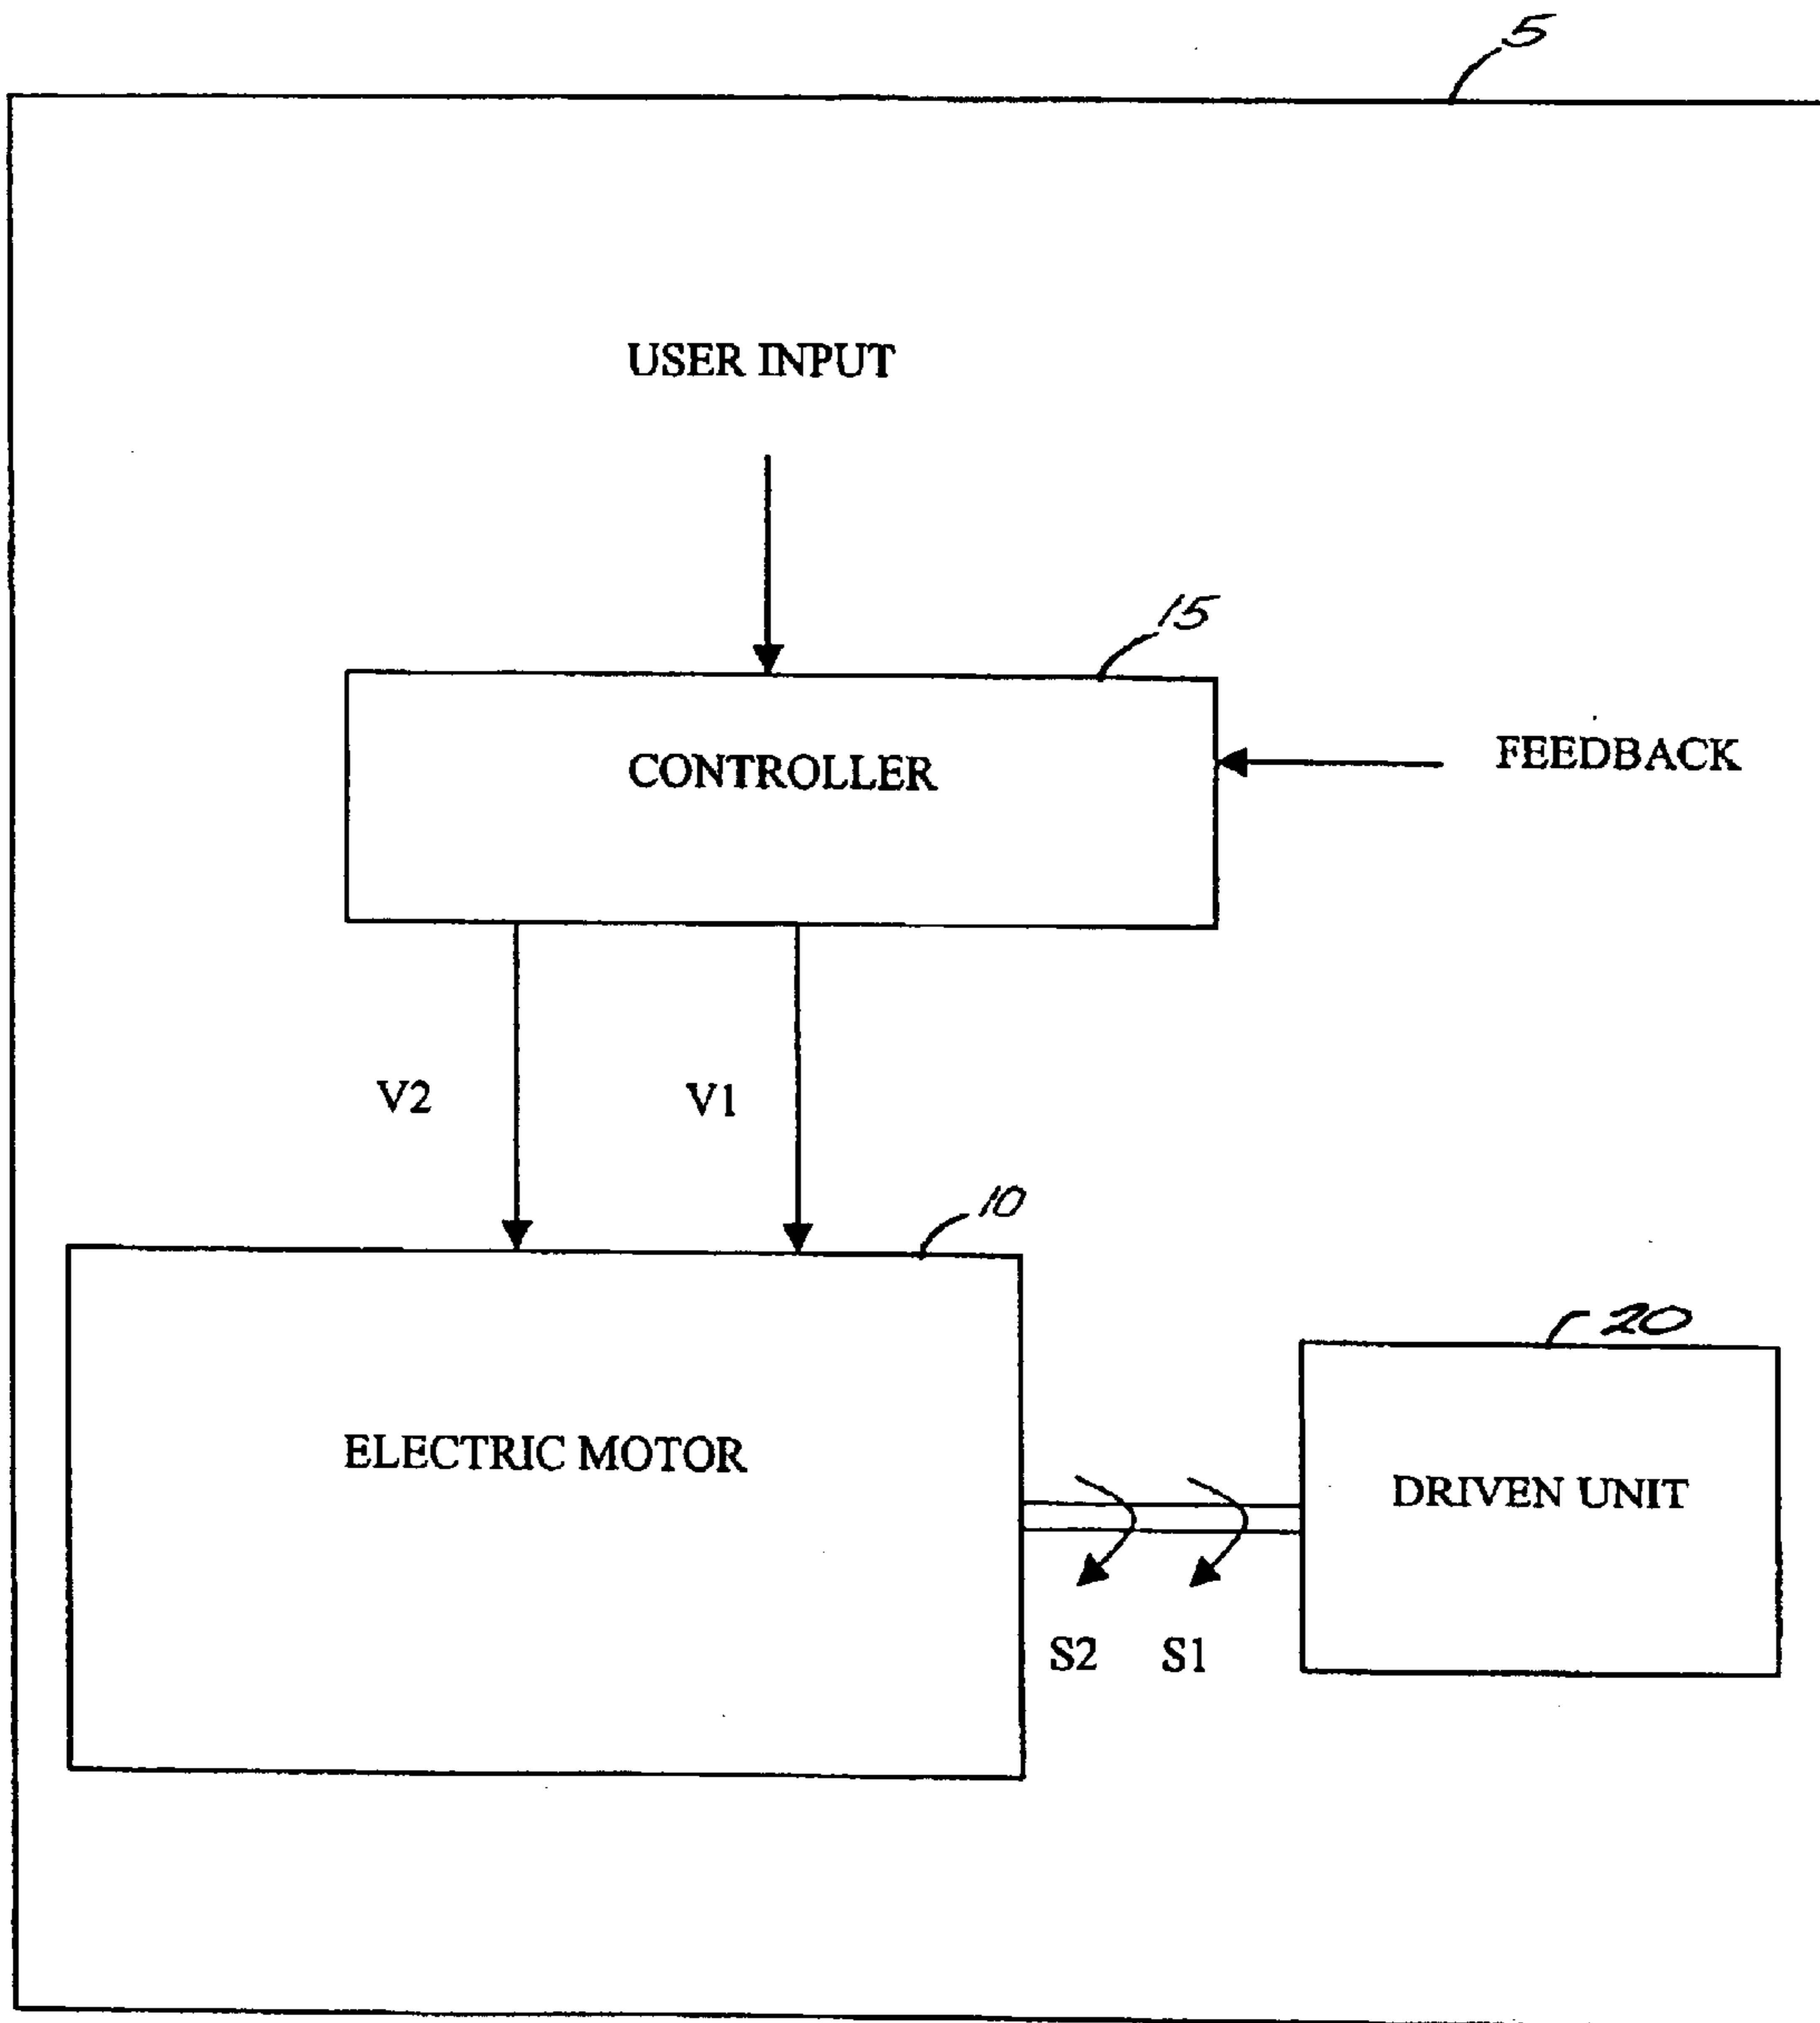 5
USER INPUT
15
CONTROLLER
FEEDBACK
V2 V1
10
20
ELECTRIC MOTOR
DRIVEN UNIT
S2 S1